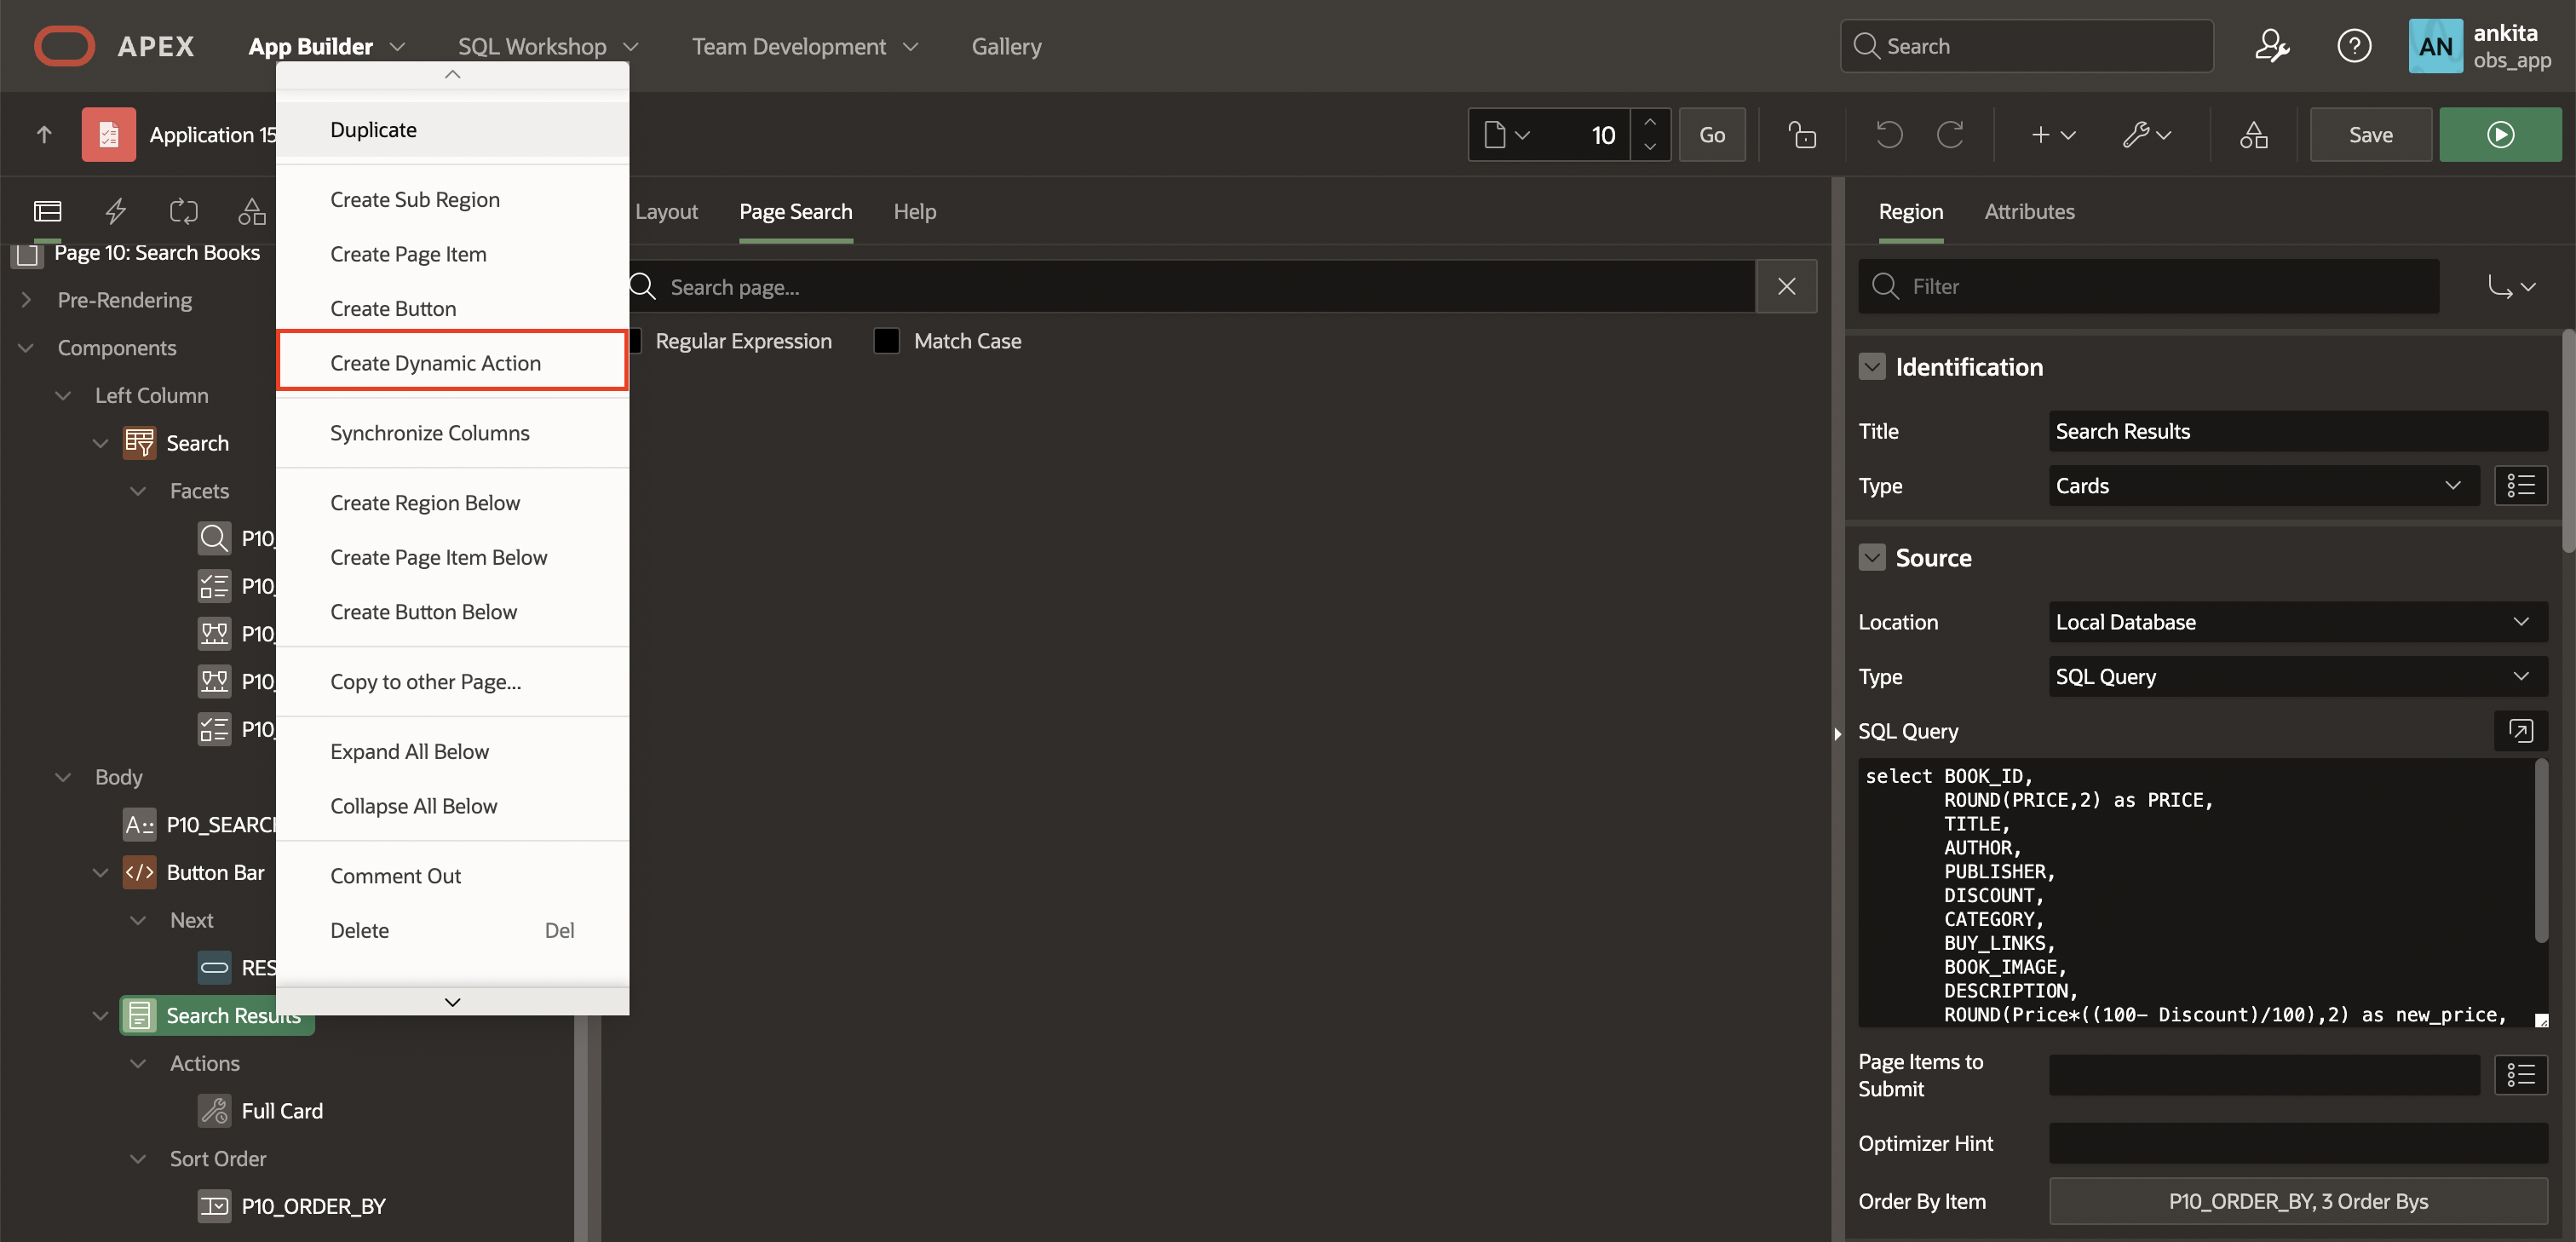 APEX
App Builder
SQL Workshop
Team Development
Gallery
Search
AN
ankita
obs_app
Application 15
10
Go
Save
Page 10: Search Books
Pre-Rendering
Components
Left Column
Search
Facets
P10_
P10_
P10_
P10_
P10_
Body
P10_SEARCH
Button Bar
Next
RES
Search Results
Actions
Full Card
Sort Order
P10_ORDER_BY
Duplicate
Create Sub Region
Create Page Item
Create Button
Create Dynamic Action
Synchronize Columns
Create Region Below
Create Page Item Below
Create Button Below
Copy to other Page...
Expand All Below
Collapse All Below
Comment Out
Delete Del
Layout
Page Search
Help
Search page...
Regular Expression
Match Case
Region
Attributes
Filter
Identification
Title
Search Results
Type
Cards
Source
Location
Local Database
Type
SQL Query
SQL Query
select BOOK_ID,
ROUND(PRICE,2) as PRICE,
TITLE,
AUTHOR,
PUBLISHER,
DISCOUNT,
CATEGORY,
BUY_LINKS,
BOOK_IMAGE,
DESCRIPTION,
ROUND(Price*((100- Discount)/100),2) as new_price,
Page Items to
Submit
Optimizer Hint
Order By Item
P10_ORDER_BY, 3 Order Bys